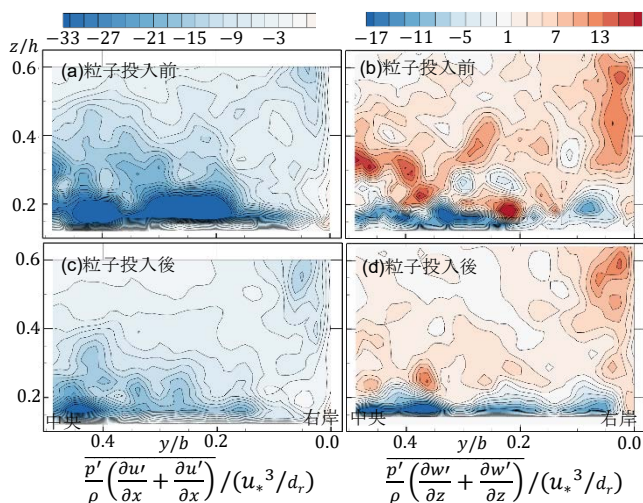 −33 −21 −15 −9 −3
−17 −11 −5 1 7 13
z/h
0.6
(a)粒子投入前
(b)粒子投入前
0.4
0.2
0.6
(c)粒子投入後
(d)粒子投入後
0.4
0.2
中央 右岸 中央 右岸
0.4 y/b 0.2 0.0 0.4 y/b 0.2 0.0
p′/ρ (∂u′/∂x + ∂u′/∂x) /(u*³/dr)
p′/ρ (∂w′/∂z + ∂w′/∂z) /(u*³/dr)